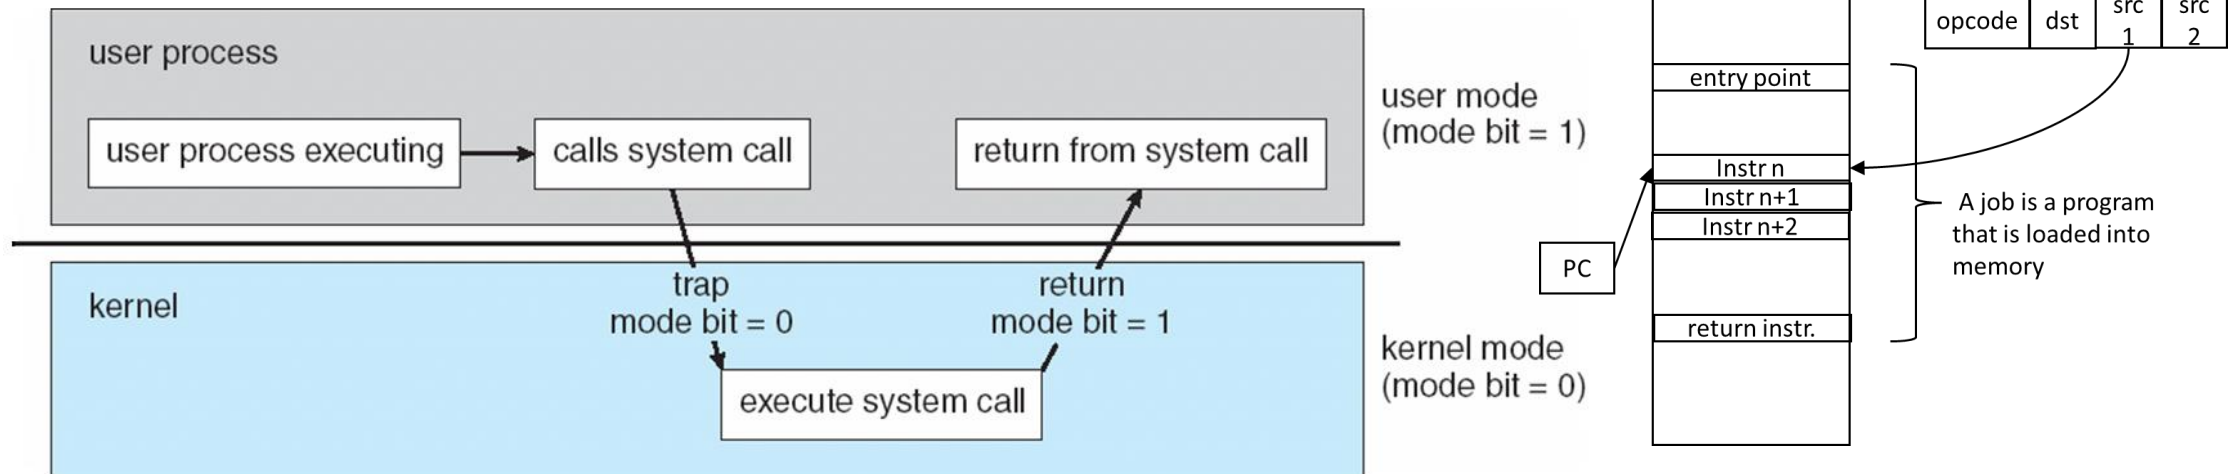 user process
user process executing
calls system call
return from system call
user mode
(mode bit = 1)
trap
mode bit = 0
return
mode bit = 1
kernel
execute system call
kernel mode
(mode bit = 0)
opcode
dst
src
1
src
2
entry point
Instr n
Instr n+1
Instr n+2
PC
return instr.
A job is a program
that is loaded into
memory